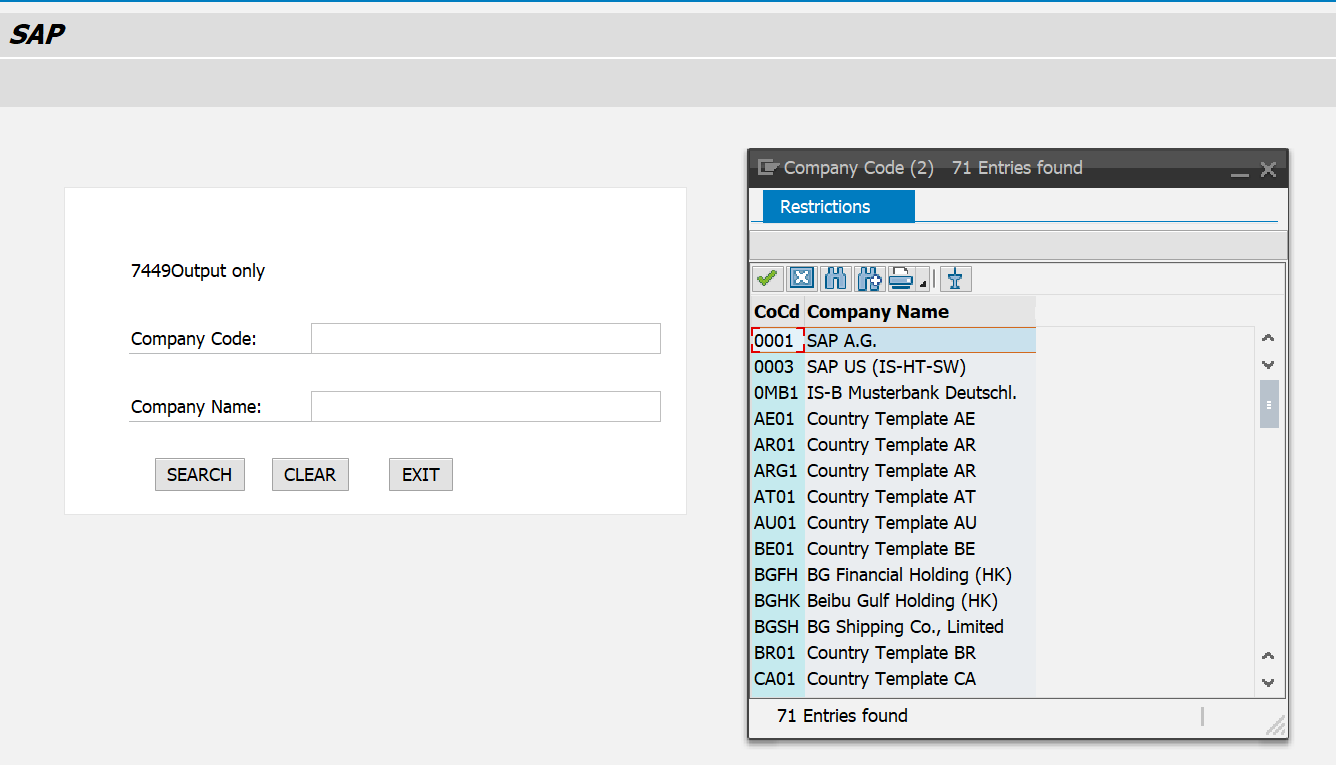 SAP
7449Output only
Company Code:
Company Name:
SEARCH CLEAR EXIT
Company Code (2) 71 Entries found
Restrictions
CoCd Company Name
0001 SAP A.G.
0003 SAP US (IS-HT-SW)
0MB1 IS-B Musterbank Deutschl.
AE01 Country Template AE
AR01 Country Template AR
ARG1 Country Template AR
AT01 Country Template AT
AU01 Country Template AU
BE01 Country Template BE
BGFH BG Financial Holding (HK)
BGHK Beibu Gulf Holding (HK)
BGSH BG Shipping Co., Limited
BR01 Country Template BR
CA01 Country Template CA
71 Entries found